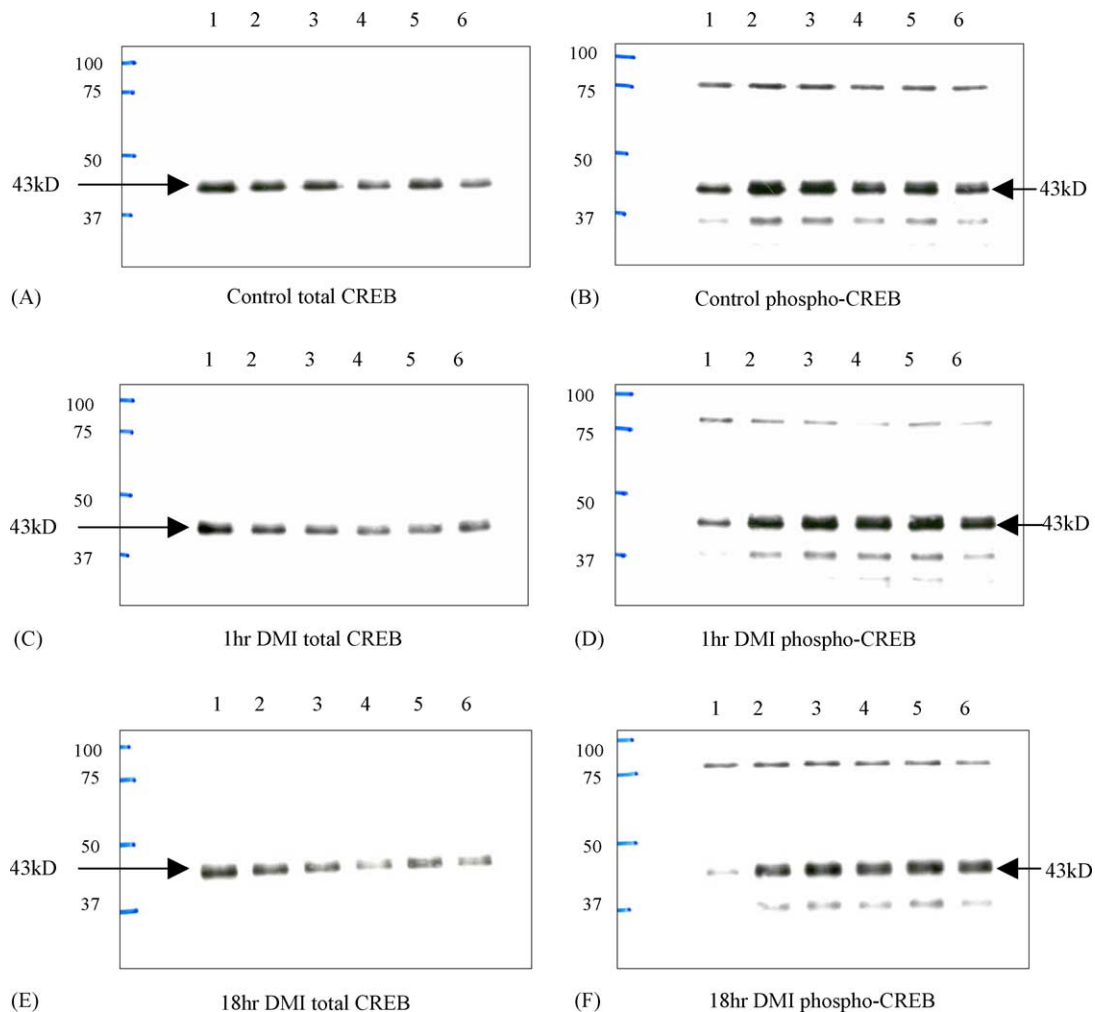 1 2 3 4 5 6
1 2 3 4 5 6
100
75
50
43kD
37
100
75
50
43kD
37
(A) Control total CREB
(B) Control phospho-CREB
1 2 3 4 5 6
1 2 3 4 5 6
100
75
50
43kD
37
100
75
50
43kD
37
(C) 1hr DMI total CREB
(D) 1hr DMI phospho-CREB
1 2 3 4 5 6
1 2 3 4 5 6
100
75
50
43kD
37
100
75
50
43kD
37
(E) 18hr DMI total CREB
(F) 18hr DMI phospho-CREB